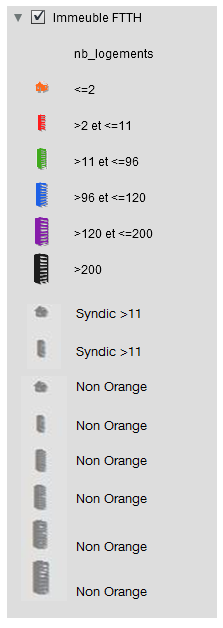 Immeuble FTTH
nb_logements
<=2
>2 et <=11
>11 et <=96
>96 et <=120
>120 et <=200
>200
Syndic >11
Syndic >11
Non Orange
Non Orange
Non Orange
Non Orange
Non Orange
Non Orange